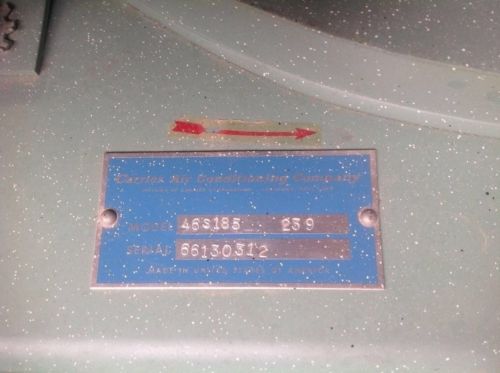 Carrier Air Conditioning Company
MODEL 46S185 239
SERIAL 66130312
MADE IN UNITED STATES OF AMERICA